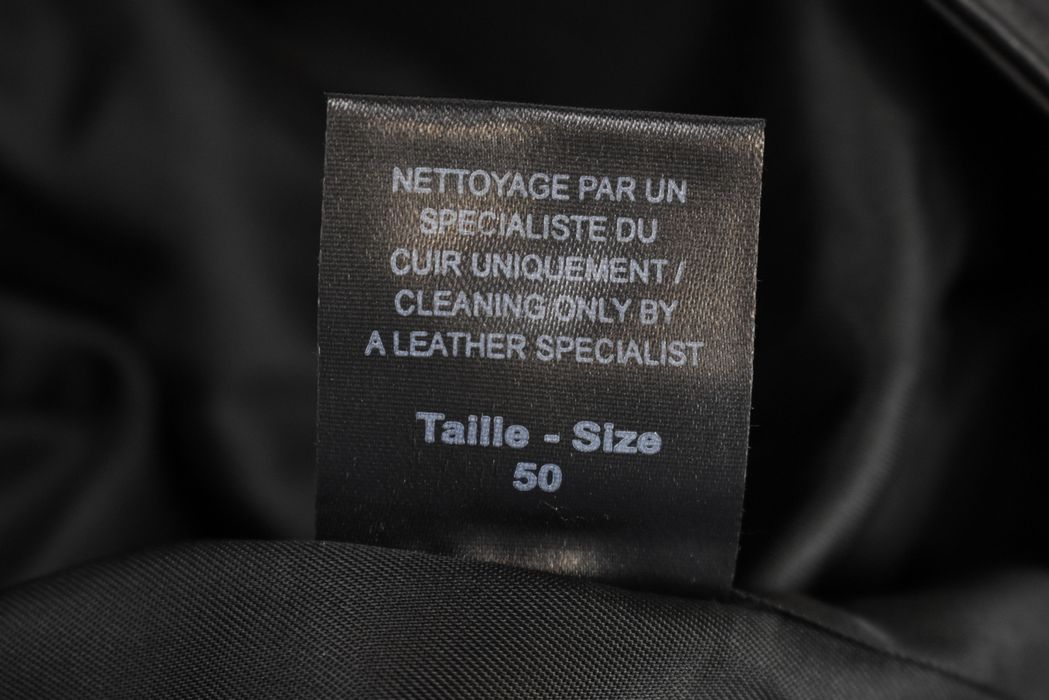 NETTOYAGE PAR UN
SPECIALISTE DU
CUIR UNIQUEMENT /
CLEANING ONLY BY
A LEATHER SPECIALIST
Taille - Size
50